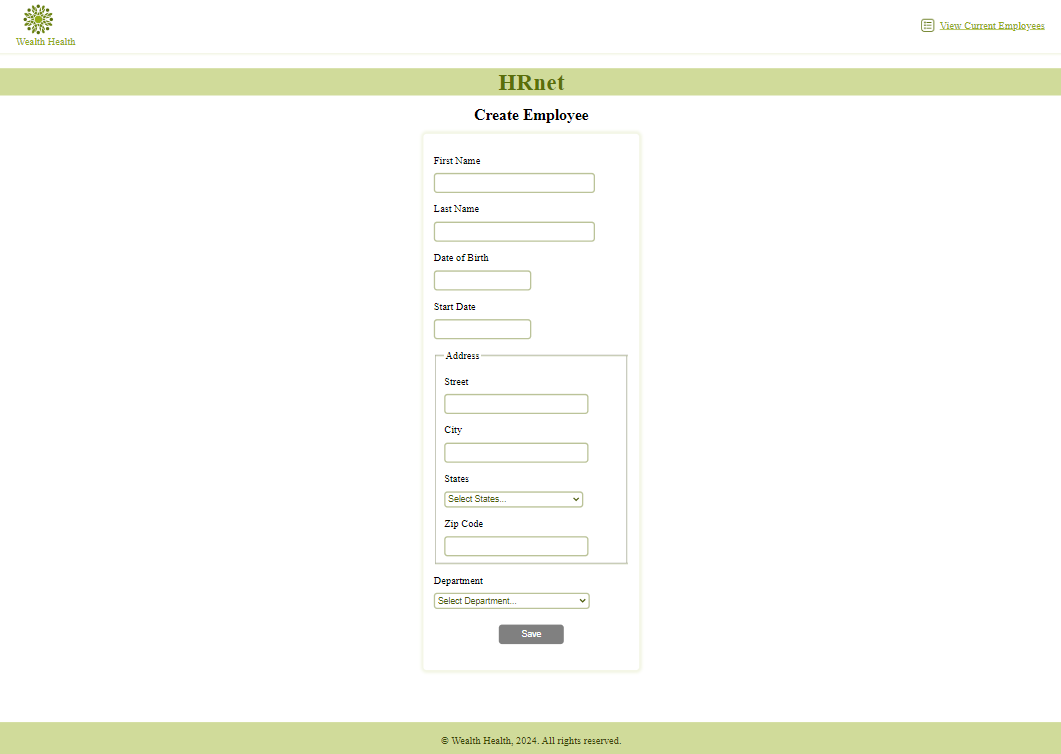 Wealth Health
View Current Employees
HRnet
Create Employee
First Name
Last Name
Date of Birth
Start Date
Address
Street
City
States
Select States...
Zip Code
Department
Select Department...
Save
© Wealth Health, 2024. All rights reserved.